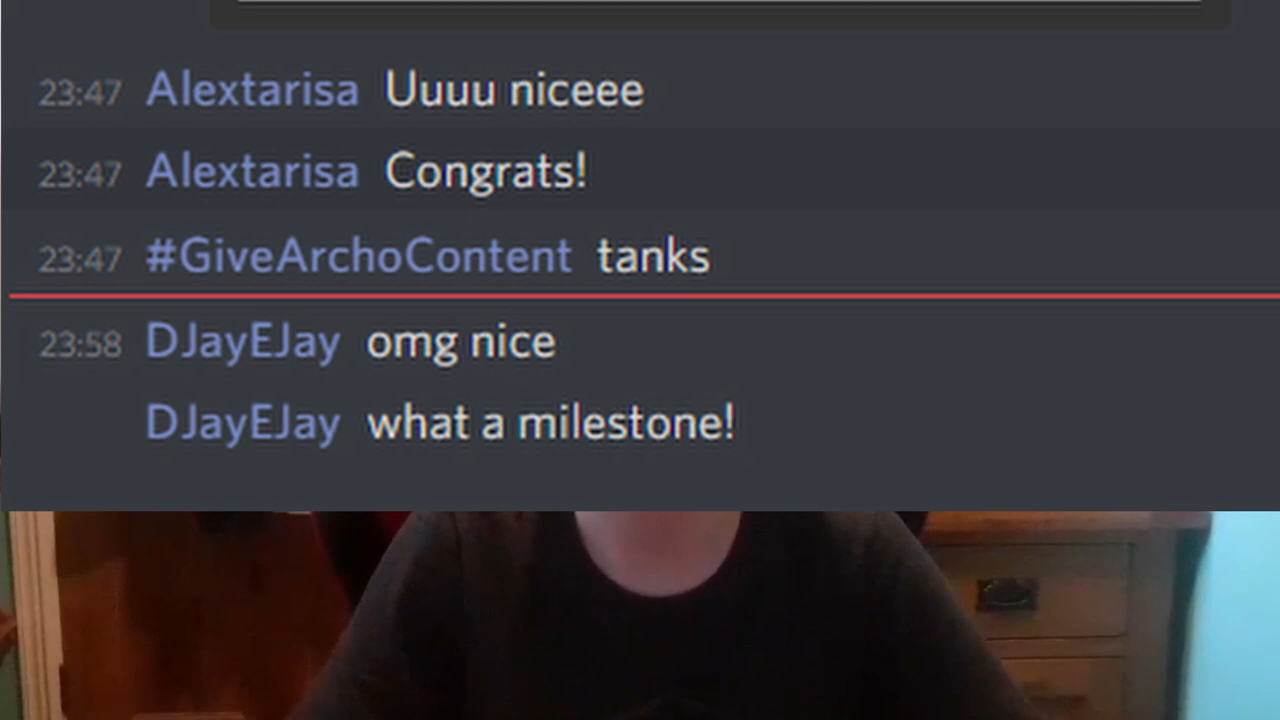 23:47 Alextarisa Uuuu niceee
23:47 Alextarisa Congrats!
23:47 #GiveArchoContent tanks
23:58 DJayEJay omg nice
DJayEJay what a milestone!